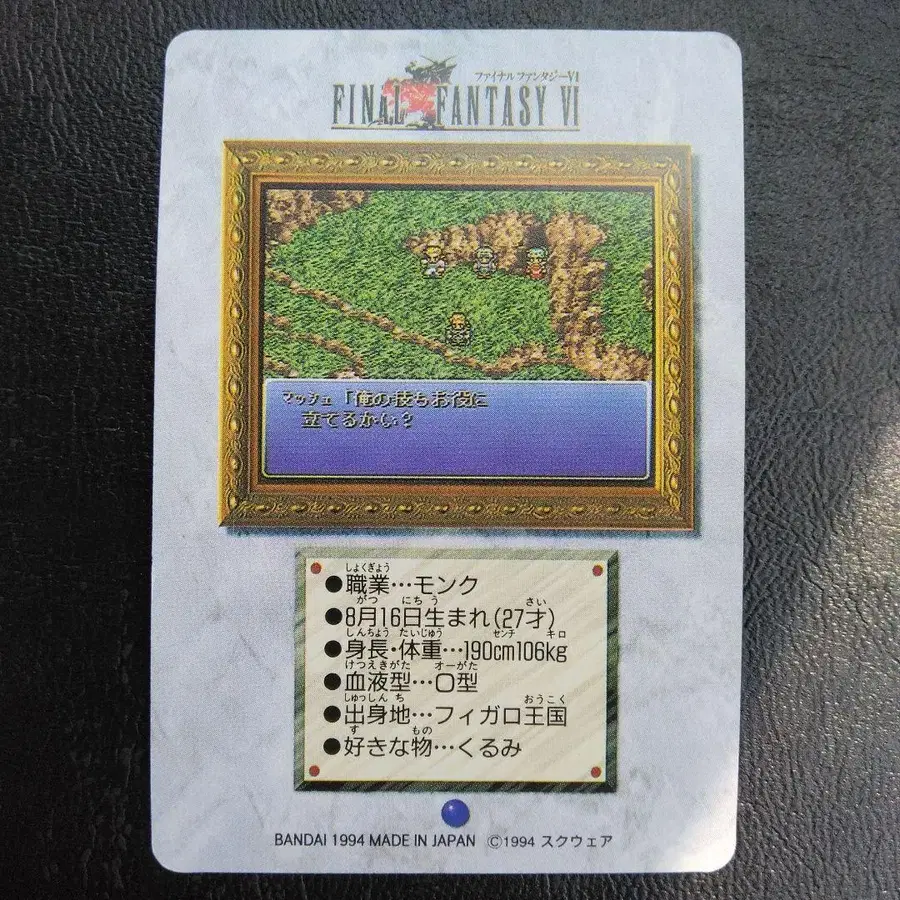 ファイナルファンタジーVI
FINAL FANTASY VI
マッシュ「俺の技もお役に
立てるかい?
しょくぎょう
●職業…モンク
がつ にち う さい
●8月16日生まれ(27才)
しんちょう たいじゅう センチ キロ
●身長・体重…190cm106kg
けつえきがた オーがた
●血液型…O型
しゅっしん ち おうこく
●出身地…フィガロ王国
す もの
●好きな物…くるみ
BANDAI 1994 MADE IN JAPAN ©1994 スクウェア